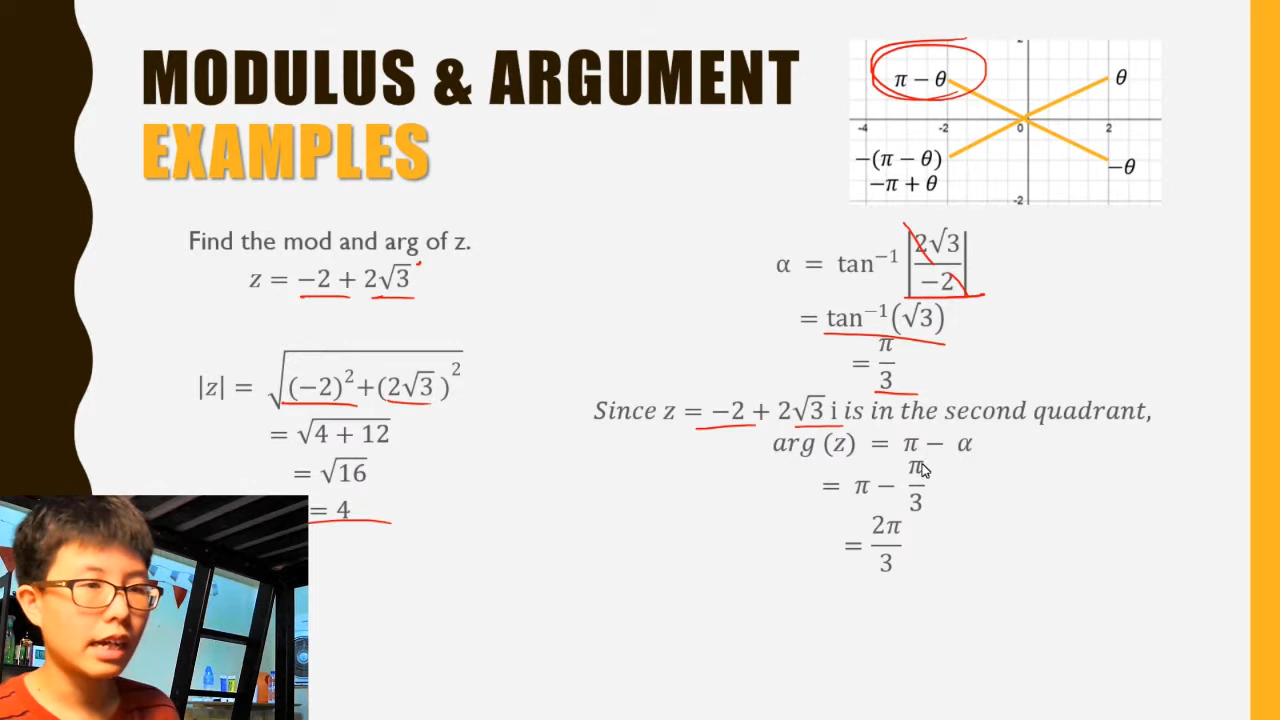 MODULUS & ARGUMENT
EXAMPLES
π − θ
θ
−(π − θ)
−π + θ
−θ
-4
-2
0
2
2
-2
Find the mod and arg of z.
z = −2 + 2√3
|z| = √((−2)²+(2√3 )²)
= √(4 + 12)
= √16
= 4
α = tan⁻¹ |2√3/−2|
= tan⁻¹(√3)
= π/3
Since z = −2 + 2√3 i is in the second quadrant,
arg (z) = π − α
= π − π/3
= 2π/3